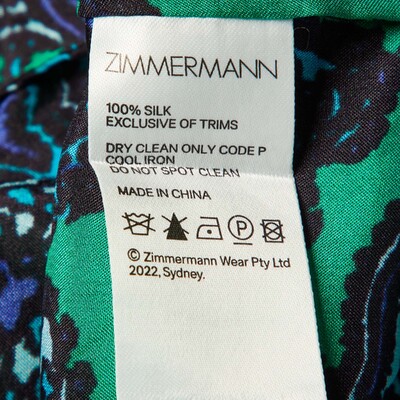 ZIMMERMANN
100% SILK
EXCLUSIVE OF TRIMS
DRY CLEAN ONLY CODE P
COOL IRON
DO NOT SPOT CLEAN
MADE IN CHINA
P
© Zimmermann Wear Pty Ltd
2022, Sydney.